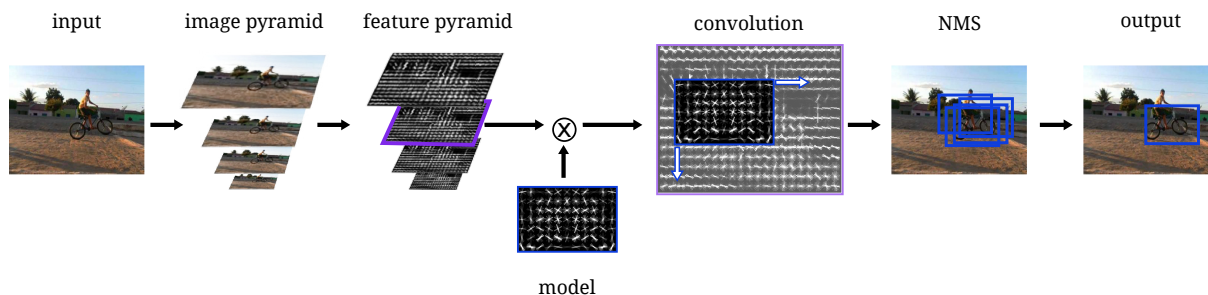 input
image pyramid
feature pyramid
convolution
NMS
output
model